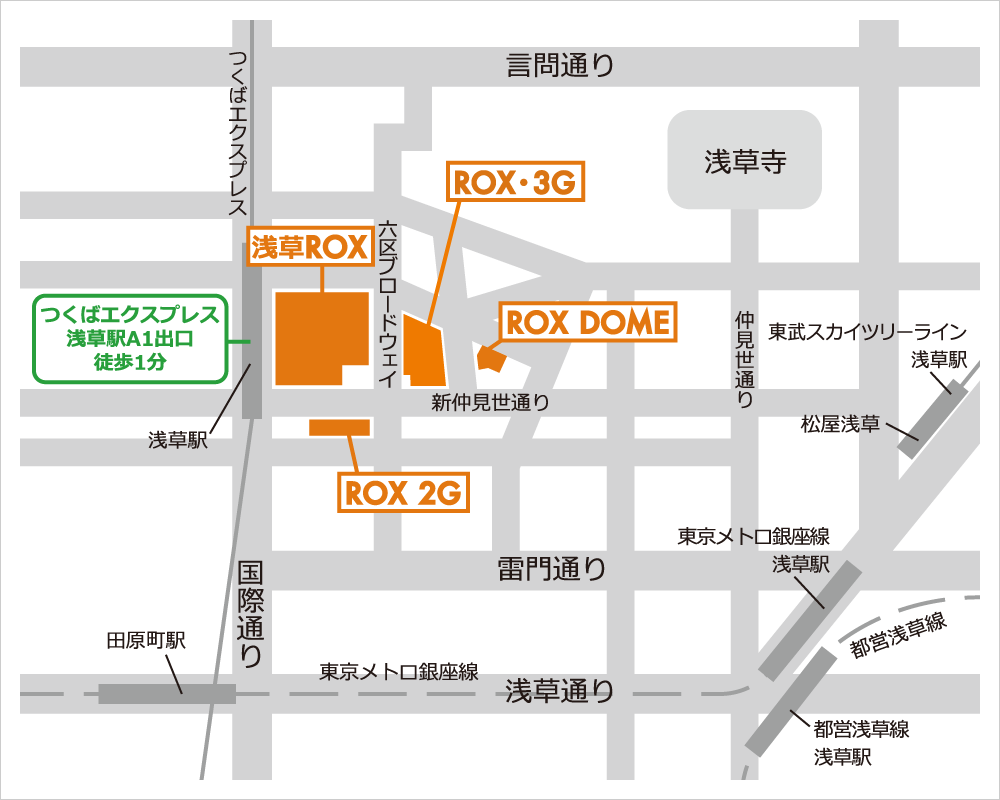 言問通り
つくばエクスプレス
浅草寺
ROX・3G
六区ブロードウェイ
浅草ROX
つくばエクスプレス
浅草駅A1出口
徒歩1分
ROX DOME
仲見世通り
東武スカイツリーライン
浅草駅
新仲見世通り
松屋浅草
浅草駅
ROX 2G
東京メトロ銀座線
浅草駅
雷門通り
国際通り
都営浅草線
田原町駅
東京メトロ銀座線
浅草通り
都営浅草線
浅草駅